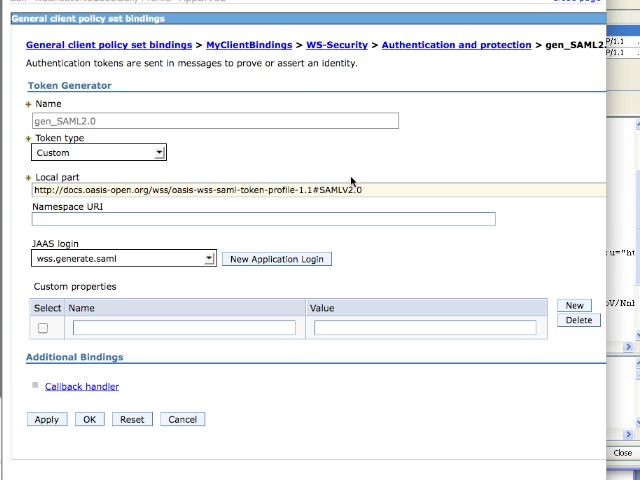 General client policy set bindings
General client policy set bindings > MyClientBindings > WS-Security > Authentication and protection > gen_SAML2.
Authentication tokens are sent in messages to prove or assert an identity.
Token Generator
Name
gen_SAML2.0
Token type
Custom
Local part
http://docs.oasis-open.org/wss/oasis-wss-saml-token-profile-1.1#SAMLV2.0
Namespace URI
JAAS login
wss.generate.saml
New Application Login
Custom properties
Select Name Value
New
Delete
Additional Bindings
Callback handler
Apply OK Reset Cancel
Close